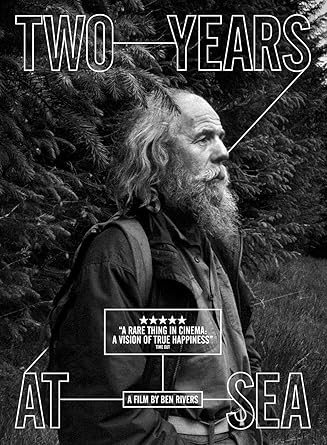 TWO YEARS
★★★★★
"A RARE THING IN CINEMA.
A VISION OF TRUE HAPPINESS"
TIME OUT
A FILM BY BEN RIVERS
AT SEA